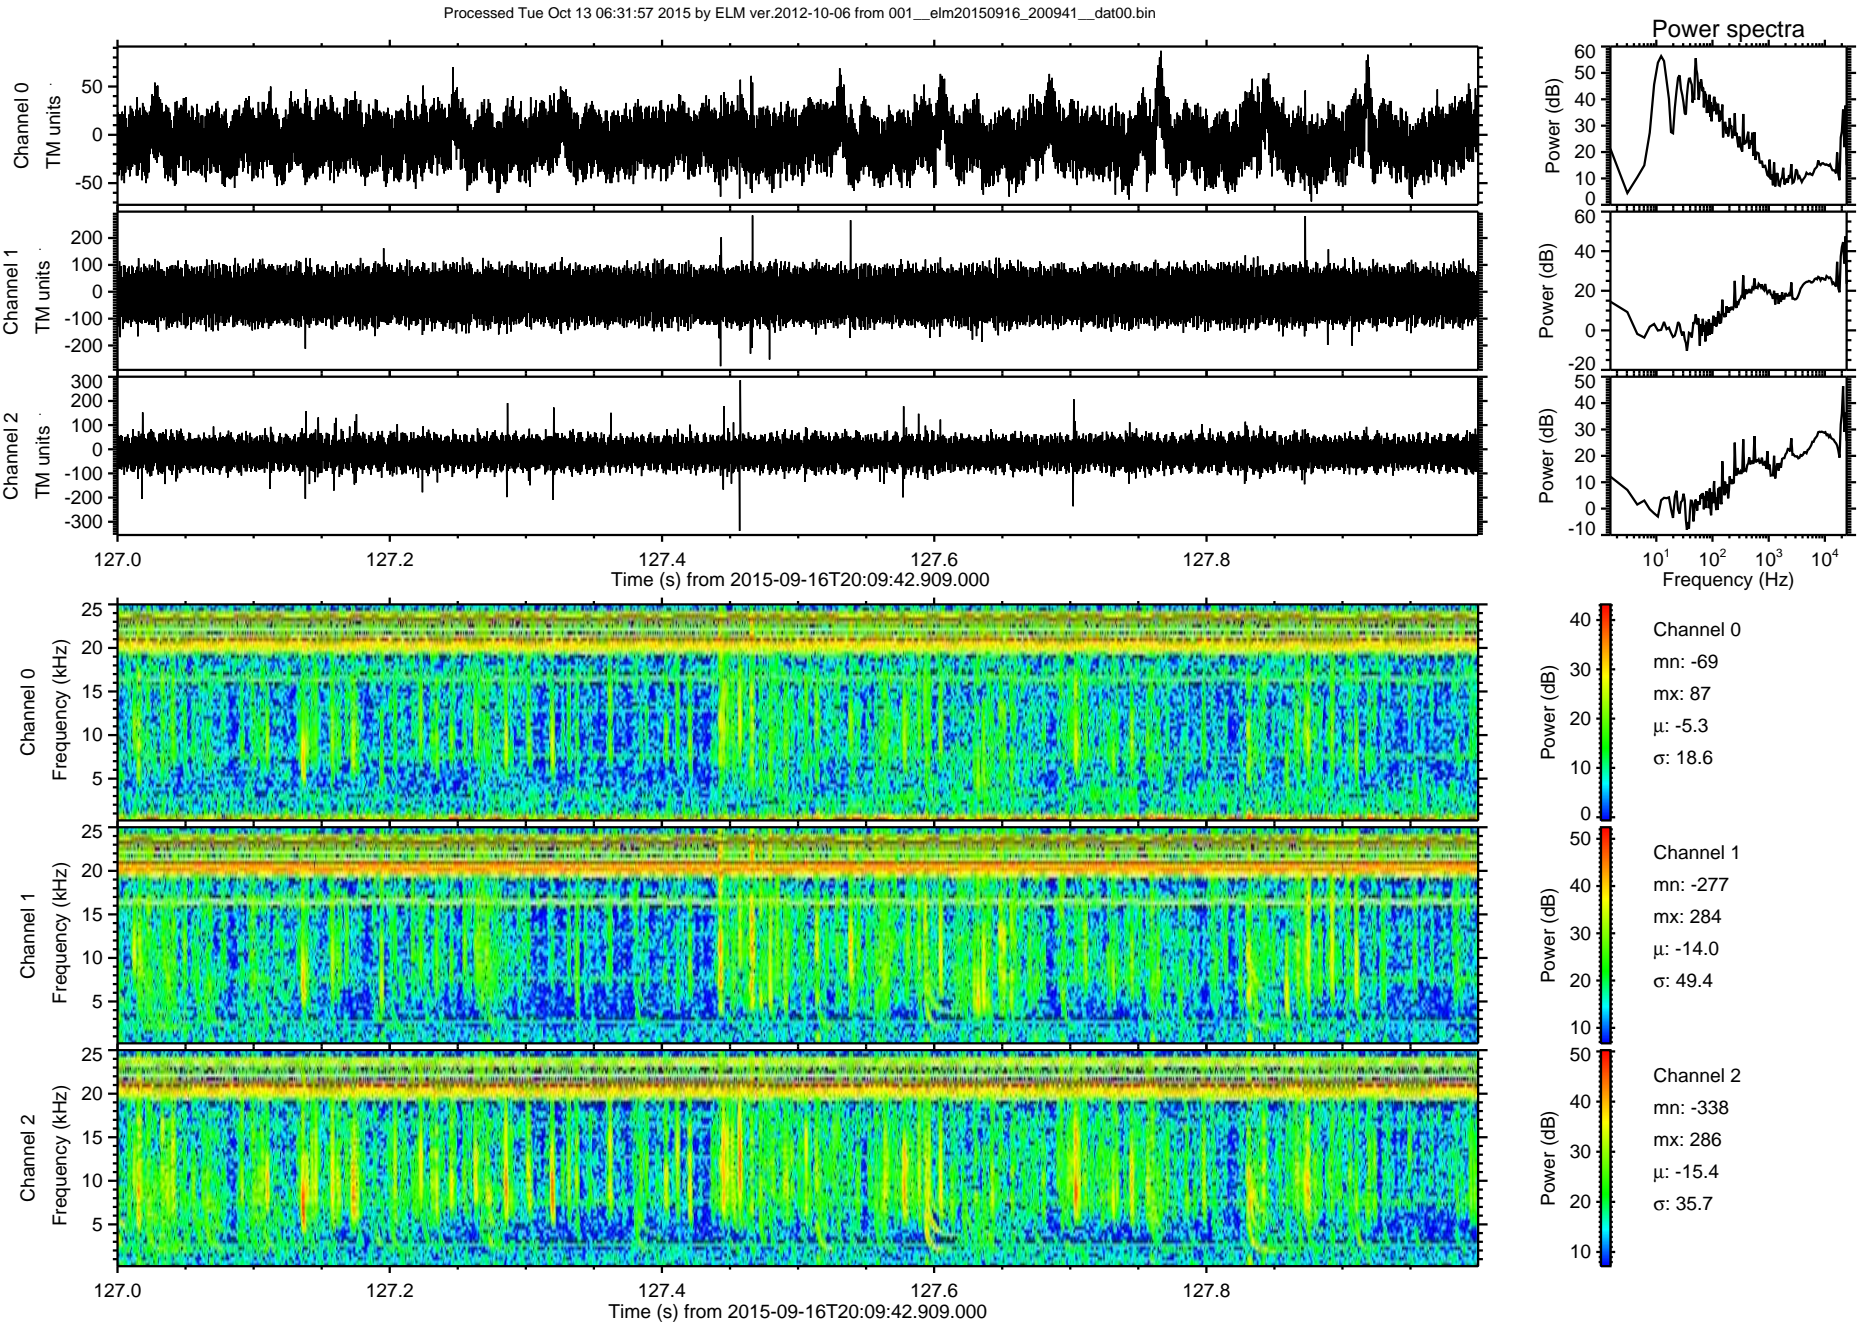 Processed Tue Oct 13 06:31:57 2015 by ELM ver.2012-10-06 from 001__elm20150916_200941__dat00.bin
Power spectra
Channel 0
TM units
50
0
-50
Power (dB)
60
50
40
30
20
10
0
Channel 1
TM units
200
100
0
-100
-200
Power (dB)
60
40
20
0
-20
Channel 2
TM units
300
200
100
0
-100
-200
-300
Power (dB)
50
40
30
20
10
0
-10
127.0 127.2 127.4 127.6 127.8
Time (s) from 2015-09-16T20:09:42.909.000
10¹ 10² 10³ 10⁴
Frequency (Hz)
Channel 0
Frequency (kHz)
25
20
15
10
5
Power (dB)
40
30
20
10
0
Channel 0
mn: -69
mx: 87
µ: -5.3
σ: 18.6
Channel 1
Frequency (kHz)
25
20
15
10
5
Power (dB)
50
40
30
20
10
Channel 1
mn: -277
mx: 284
µ: -14.0
σ: 49.4
Channel 2
Frequency (kHz)
25
20
15
10
5
Power (dB)
50
40
30
20
10
Channel 2
mn: -338
mx: 286
µ: -15.4
σ: 35.7
127.0 127.2 127.4 127.6 127.8
Time (s) from 2015-09-16T20:09:42.909.000